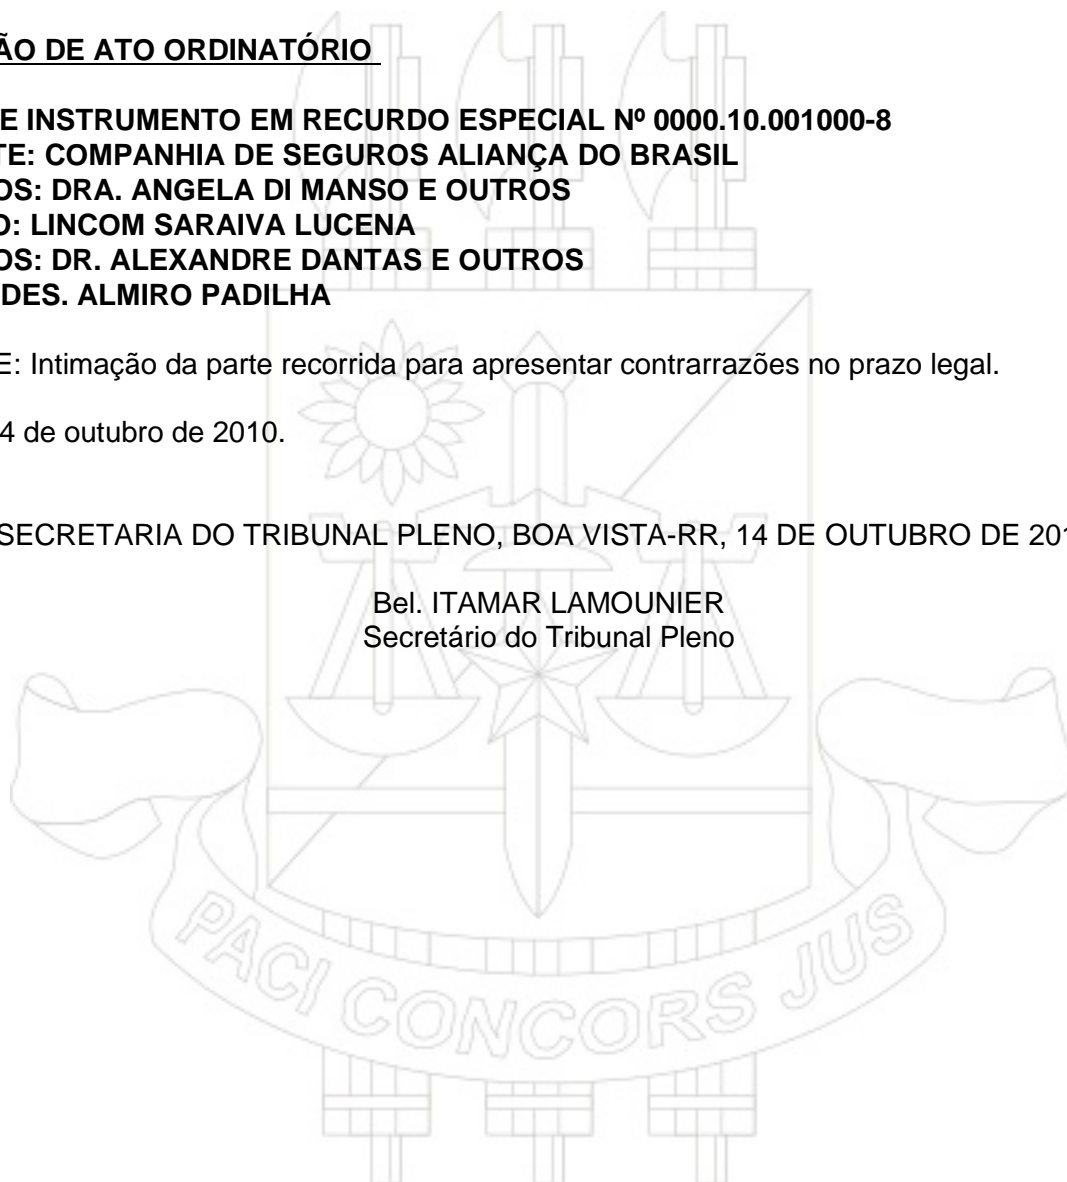 ÃO DE ATO ORDINATÓRIO
E INSTRUMENTO EM RECURDO ESPECIAL Nº 0000.10.001000-8
TE: COMPANHIA DE SEGUROS ALIANÇA DO BRASIL
OS: DRA. ANGELA DI MANSO E OUTROS
O: LINCOM SARAIVA LUCENA
OS: DR. ALEXANDRE DANTAS E OUTROS
DES. ALMIRO PADILHA
E: Intimação da parte recorrida para apresentar contrarrazões no prazo legal.
4 de outubro de 2010.
SECRETARIA DO TRIBUNAL PLENO, BOA VISTA-RR, 14 DE OUTUBRO DE 201
Bel. ITAMAR LAMOUNIER
Secretário do Tribunal Pleno
PACI CONCORS JUS